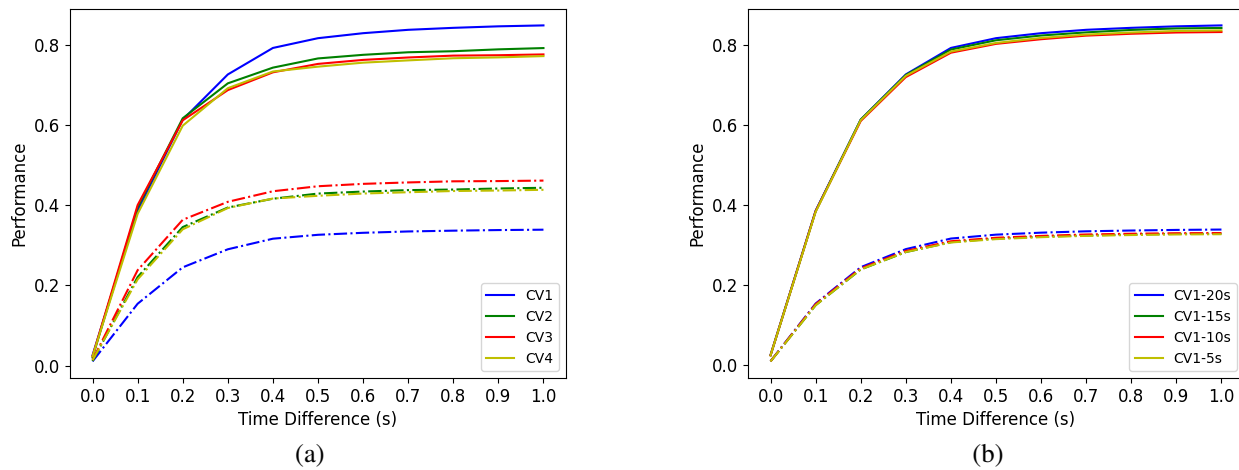 Performance
0.8
0.6
0.4
0.2
0.0
CV1
CV2
CV3
CV4
0.0 0.1 0.2 0.3 0.4 0.5 0.6 0.7 0.8 0.9 1.0
Time Difference (s)
(a)
Performance
0.8
0.6
0.4
0.2
0.0
CV1-20s
CV1-15s
CV1-10s
CV1-5s
0.0 0.1 0.2 0.3 0.4 0.5 0.6 0.7 0.8 0.9 1.0
Time Difference (s)
(b)